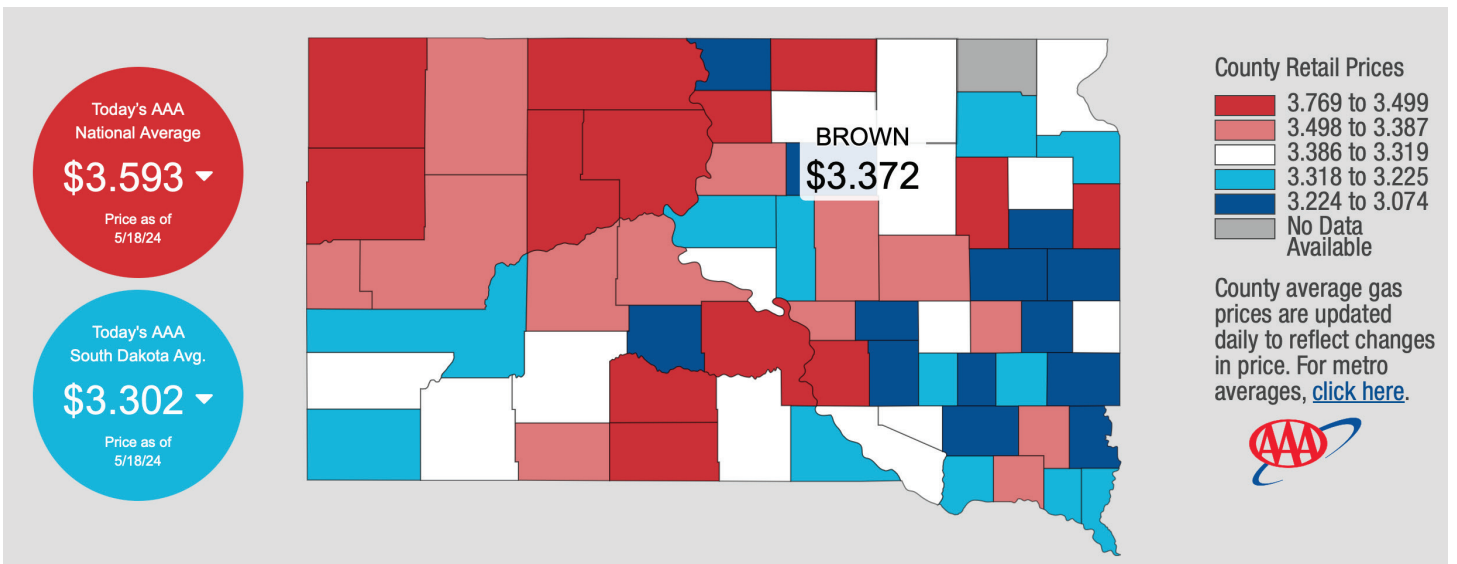 Today's AAA
National Average
$3.593
Price as of
5/18/24
Today's AAA
South Dakota Avg.
$3.302
Price as of
5/18/24
BROWN
$3.372
County Retail Prices
3.769 to 3.499
3.498 to 3.387
3.386 to 3.319
3.318 to 3.225
3.224 to 3.074
No Data
Available
County average gas
prices are updated
daily to reflect changes
in price. For metro
averages, click here.
AAA